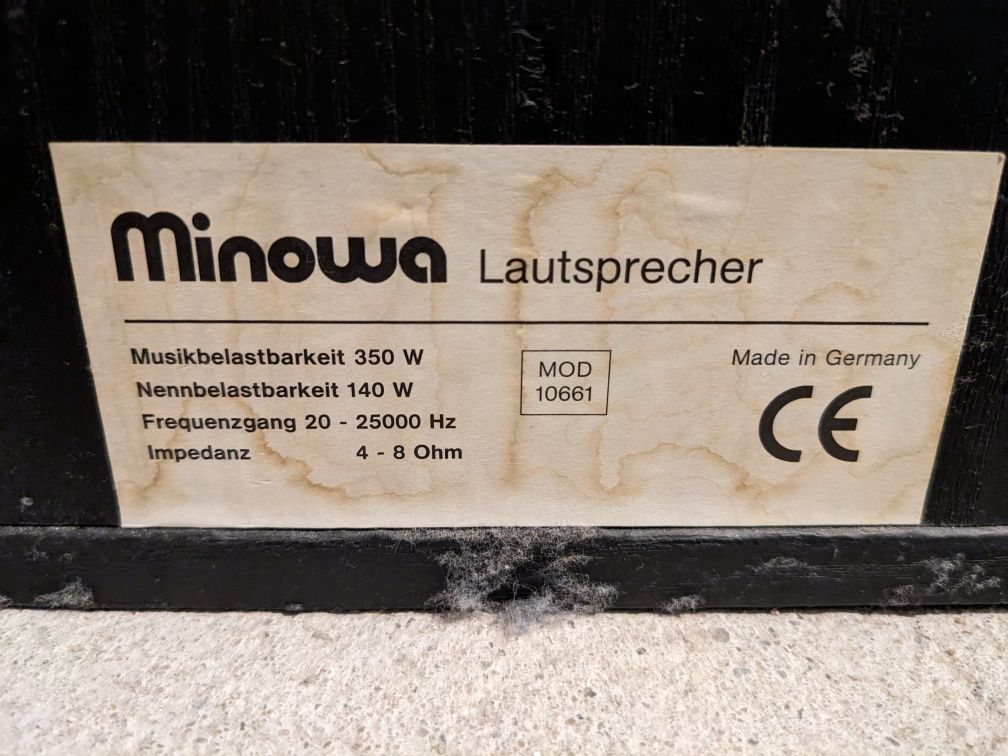 Minowa Lautsprecher
Musikbelastbarkeit 350 W
Nennbelastbarkeit 140 W
Frequenzgang 20 - 25000 Hz
Impedanz 4 - 8 Ohm
MOD
10661
Made in Germany
CE